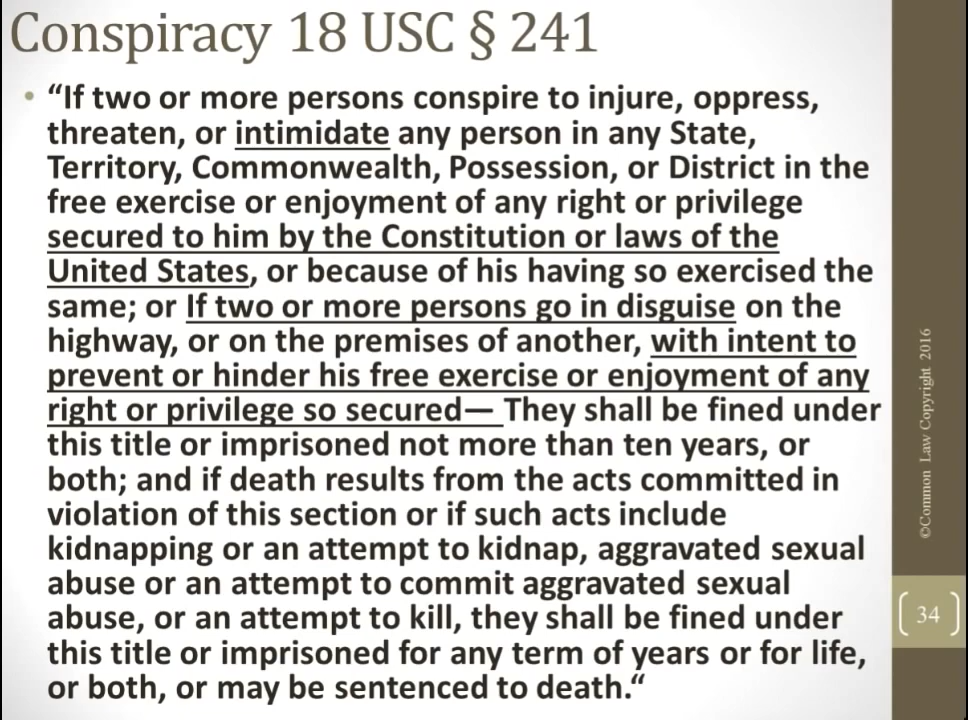 Conspiracy 18 USC § 241
• “If two or more persons conspire to injure, oppress,
threaten, or intimidate any person in any State,
Territory, Commonwealth, Possession, or District in the
free exercise or enjoyment of any right or privilege
secured to him by the Constitution or laws of the
United States, or because of his having so exercised the
same; or If two or more persons go in disguise on the
highway, or on the premises of another, with intent to
prevent or hinder his free exercise or enjoyment of any
right or privilege so secured— They shall be fined under
this title or imprisoned not more than ten years, or
both; and if death results from the acts committed in
violation of this section or if such acts include
kidnapping or an attempt to kidnap, aggravated sexual
abuse or an attempt to commit aggravated sexual
abuse, or an attempt to kill, they shall be fined under
this title or imprisoned for any term of years or for life,
or both, or may be sentenced to death.“
©Common Law Copyright 2016
34